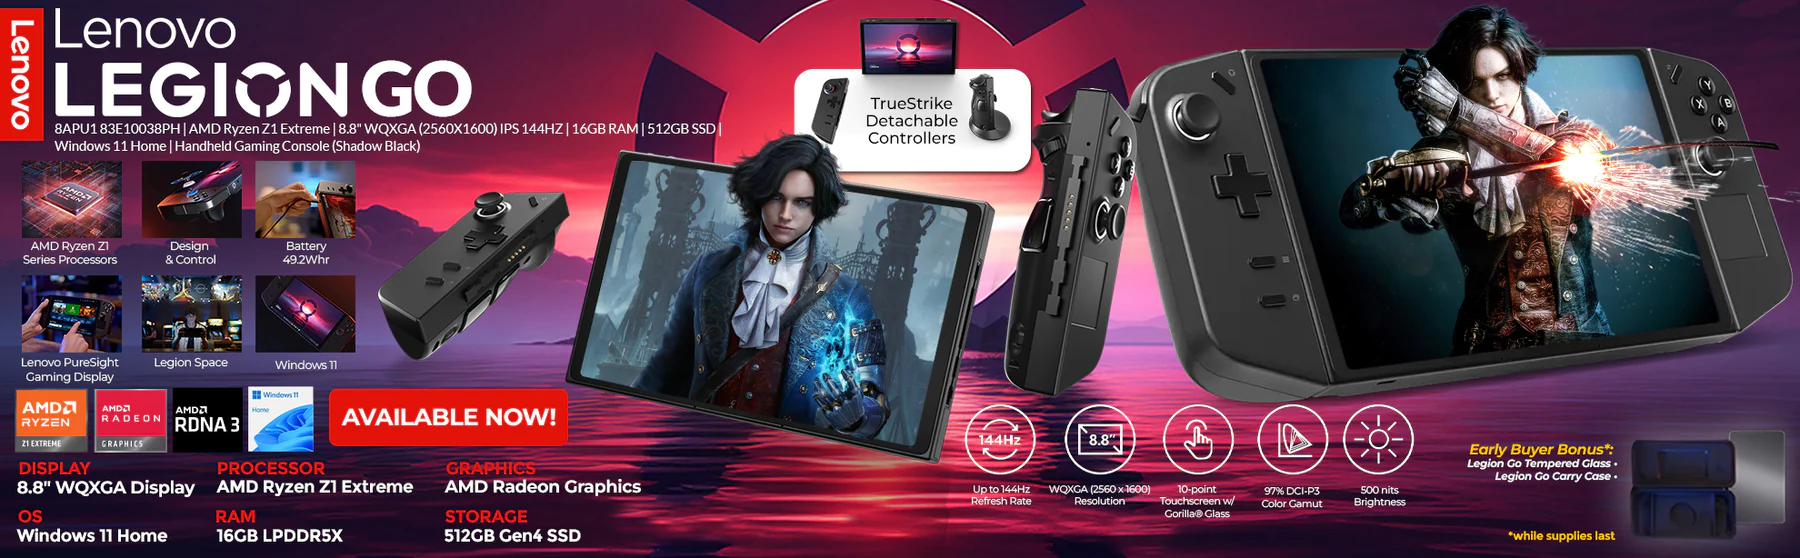 Lenovo
Lenovo
LEGION GO
8APU1 83E10038PH | AMD Ryzen Z1 Extreme | 8.8" WQXGA (2560X1600) IPS 144HZ | 16GB RAM | 512GB SSD |
Windows 11 Home | Handheld Gaming Console (Shadow Black)
TrueStrike
Detachable
Controllers
AMD
RYZEN
AMD Ryzen Z1
Series Processors
Design
& Control
Battery
49.2Whr
Lenovo PureSight
Gaming Display
Legion Space
Windows 11
AMD
RYZEN
Z1 EXTREME
AMD
RADEON
GRAPHICS
AMD
RDNA 3
Windows 11
Home
AVAILABLE NOW!
DISPLAY
8.8" WQXGA Display
PROCESSOR
AMD Ryzen Z1 Extreme
GRAPHICS
AMD Radeon Graphics
OS
Windows 11 Home
RAM
16GB LPDDR5X
STORAGE
512GB Gen4 SSD
144Hz
Up to 144Hz
Refresh Rate
8.8"
WQXGA (2560 x 1600)
Resolution
10-point
Touchscreen w/
Gorilla® Glass
97% DCI-P3
Color Gamut
500 nits
Brightness
Y
X
B
A
Early Buyer Bonus*:
Legion Go Tempered Glass •
Legion Go Carry Case •
*while supplies last